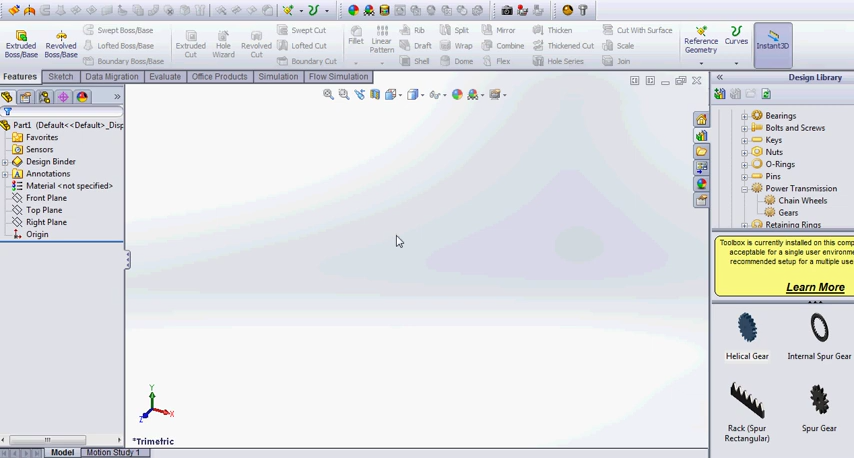 Extruded Boss/Base
Revolved Boss/Base
Swept Boss/Base
Lofted Boss/Base
Boundary Boss/Base
Extruded Cut
Hole Wizard
Revolved Cut
Swept Cut
Lofted Cut
Boundary Cut
Fillet
Linear Pattern
Rib
Draft
Shell
Split
Wrap
Dome
Mirror
Combine
Flex
Thicken
Thickened Cut
Hole Series
Cut With Surface
Scale
Join
Reference Geometry
Curves
Instant3D
Features
Sketch
Data Migration
Evaluate
Office Products
Simulation
Flow Simulation
Part1 (Default<<Default>_Disp
Favorites
Sensors
Design Binder
Annotations
Material <not specified>
Front Plane
Top Plane
Right Plane
Origin
Y
X
Z
*Trimetric
Model
Motion Study 1
Design Library
Bearings
Bolts and Screws
Keys
Nuts
O-Rings
Pins
Power Transmission
Chain Wheels
Gears
Retaining Rings
Toolbox is currently installed on this comp
acceptable for a single user environme
recommended setup for a multiple use
Learn More
Helical Gear
Internal Spur Gear
Rack (Spur
Rectangular)
Spur Gear